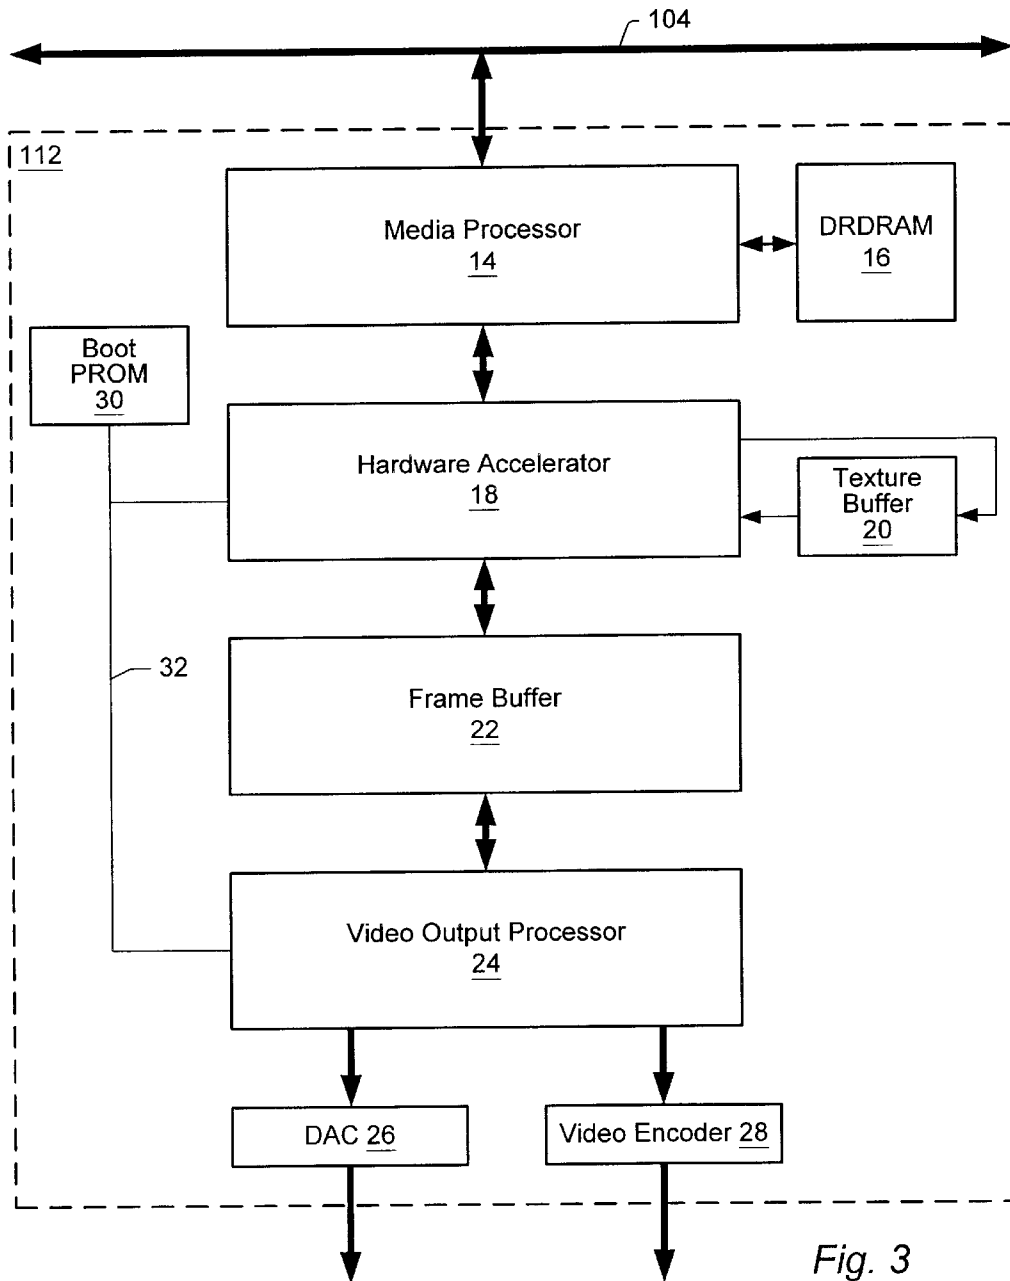 104
112
Media Processor
14
DRDRAM
16
Boot
PROM
30
Hardware Accelerator
18
Texture
Buffer
20
32
Frame Buffer
22
Video Output Processor
24
DAC 26
Video Encoder 28
Fig. 3